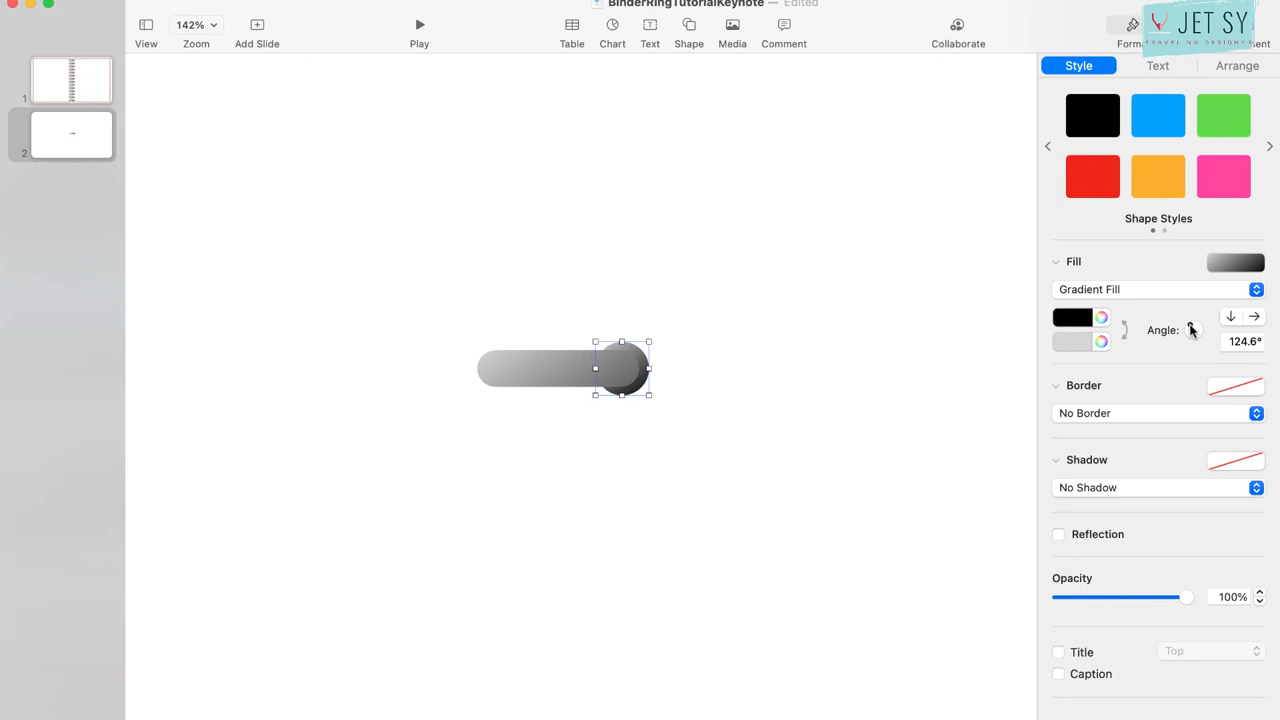 BinderRingTutorialKeynote — Edited
142%
View
Zoom
Add Slide
Play
Table
Chart
Text
Shape
Media
Comment
Collaborate
JET SY
TRAVELING DESIGNER
Style
Text
Arrange
1
2
Shape Styles
Fill
Gradient Fill
Angle:
124.6°
Border
No Border
Shadow
No Shadow
Reflection
Opacity
100%
Title
Top
Caption